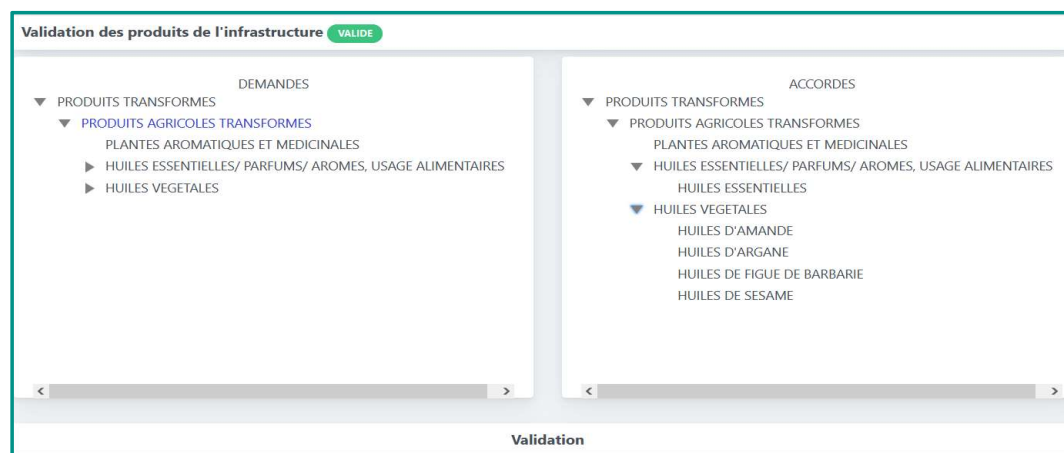 Validation des produits de l'infrastructure VALIDE
DEMANDES
PRODUITS TRANSFORMES
PRODUITS AGRICOLES TRANSFORMES
PLANTES AROMATIQUES ET MEDICINALES
HUILES ESSENTIELLES/ PARFUMS/ AROMES, USAGE ALIMENTAIRES
HUILES VEGETALES
ACCORDES
PRODUITS TRANSFORMES
PRODUITS AGRICOLES TRANSFORMES
PLANTES AROMATIQUES ET MEDICINALES
HUILES ESSENTIELLES/ PARFUMS/ AROMES, USAGE ALIMENTAIRES
HUILES ESSENTIELLES
HUILES VEGETALES
HUILES D'AMANDE
HUILES D'ARGANE
HUILES DE FIGUE DE BARBARIE
HUILES DE SESAME
Validation